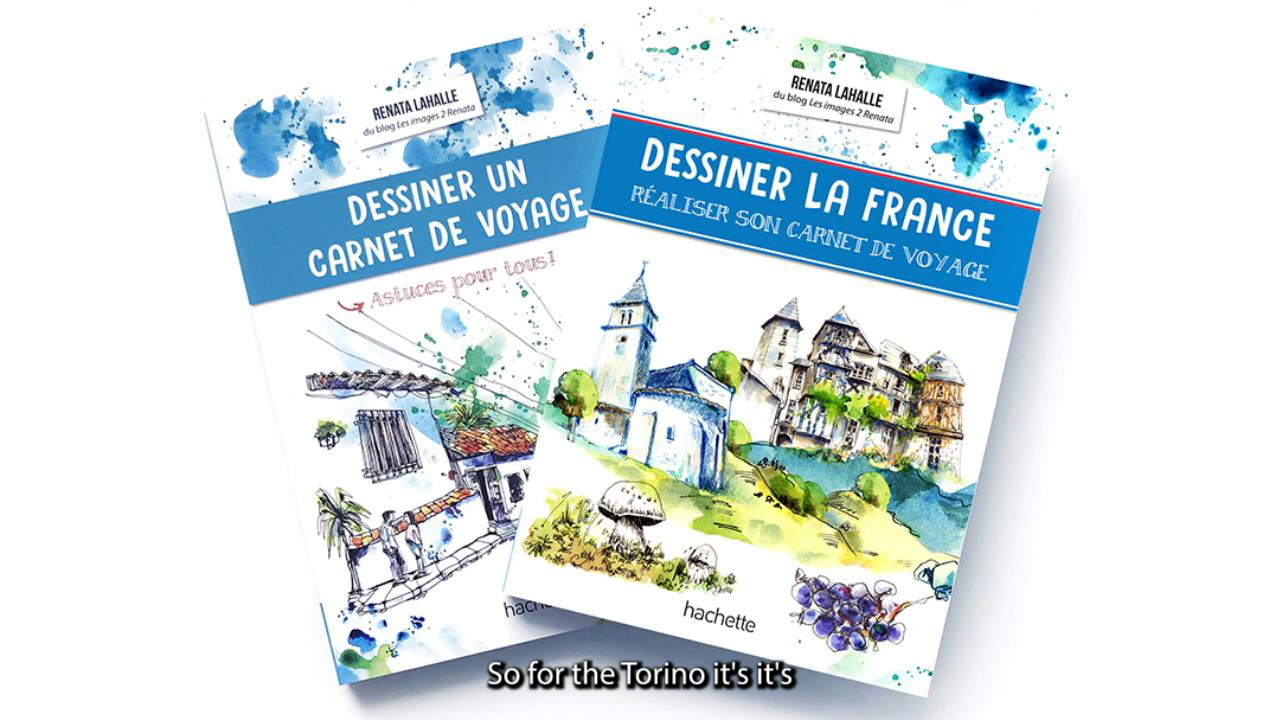 RENATA LAHALLE
du blog Les images 2 Renata
DESSINER UN
CARNET DE VOYAGE
Astuces pour tous!
RENATA LAHALLE
du blog Les images 2 Renata
DESSINER LA FRANCE
RÉALISER SON CARNET DE VOYAGE
hachette
So for the Torino it's it's